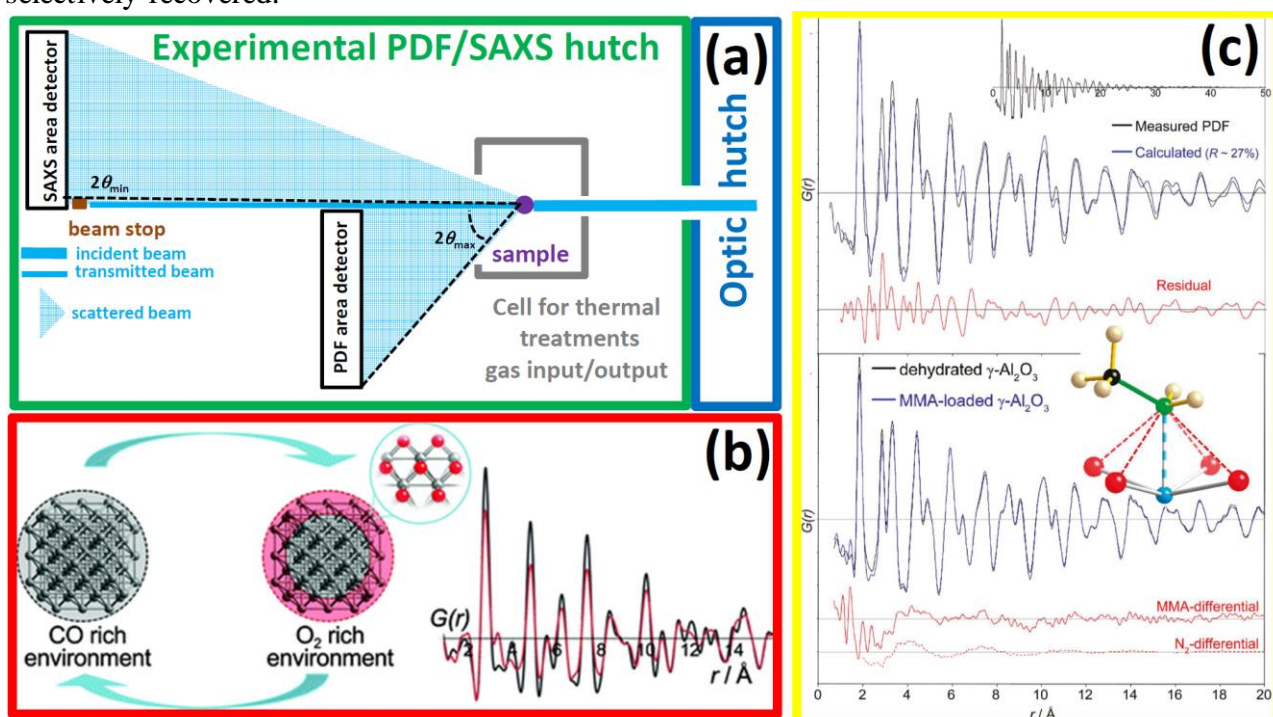 selectively recovered.
(a)
Experimental PDF/SAXS hutch
Optic hutch
SAXS area detector
2θmin
beam stop
incident beam
transmitted beam
scattered beam
PDF area detector
2θmax
sample
Cell for thermal
treatments
gas input/output
(b)
CO rich
environment
O2 rich
environment
G(r)
2 4 6 8 10 12 14
r / Å
(c)
0 10 20 30 40 50
Measured PDF
Calculated (R ~ 27%)
G(r)
Residual
dehydrated γ-Al2O3
MMA-loaded γ-Al2O3
G(r)
MMA-differential
N2-differential
0 2 4 6 8 10 12 14 16 18 20
r / Å